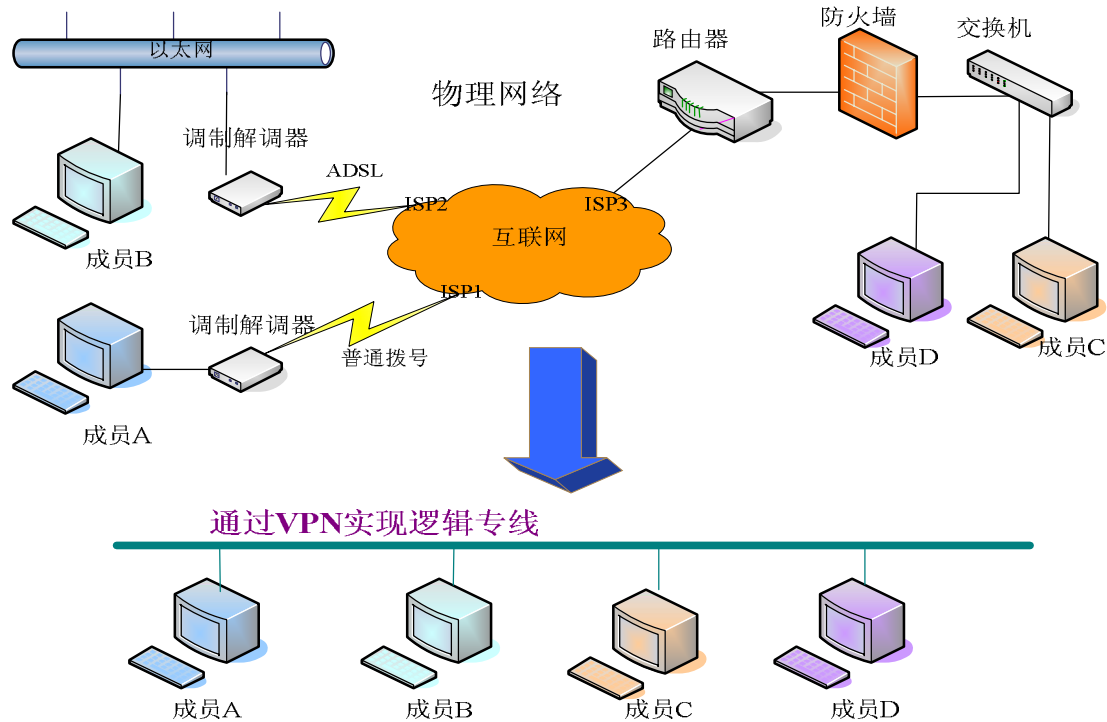 以太网
路由器
防火墙
交换机
物理网络
调制解调器
ADSL
ISP2
ISP3
互联网
成员B
ISP1
调制解调器
普通拨号
成员D
成员C
成员A
通过VPN实现逻辑专线
成员A
成员B
成员C
成员D